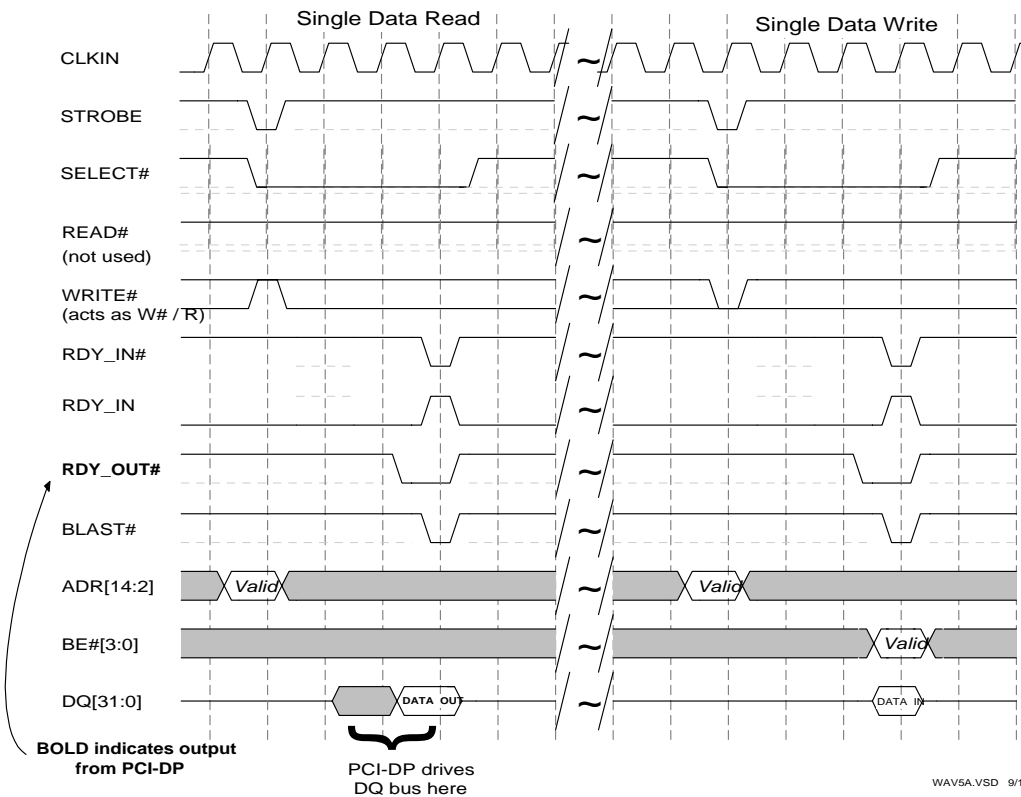 Single Data Read
Single Data Write
CLKIN
STROBE
SELECT#
READ#
(not used)
WRITE#
(acts as W# / R)
RDY_IN#
RDY_IN
RDY_OUT#
BLAST#
ADR[14:2]
Valid
Valid
BE#[3:0]
Valid
DQ[31:0]
DATA OUT
DATA IN
BOLD indicates output
from PCI-DP
PCI-DP drives
DQ bus here
WAV5A.VSD 9/1